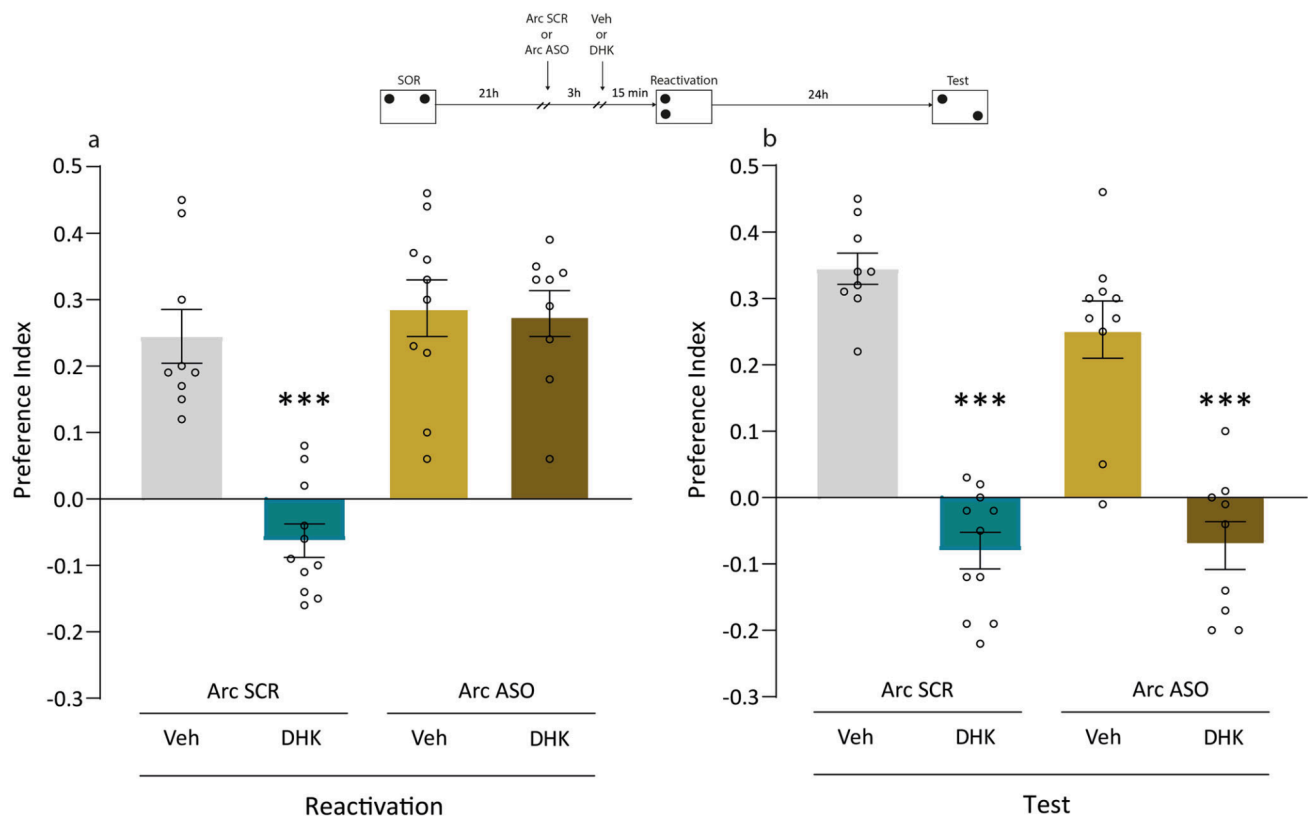 Arc SCR
or
Arc ASO
Veh
or
DHK
SOR
21h
3h
15 min
Reactivation
24h
Test
a
0.5
0.4
0.3
0.2
0.1
0.0
-0.1
-0.2
-0.3
Preference Index
***
Arc SCR
Arc ASO
Veh
DHK
Veh
DHK
Reactivation
b
0.5
0.4
0.3
0.2
0.1
0.0
-0.1
-0.2
-0.3
Preference Index
***
***
Arc SCR
Arc ASO
Veh
DHK
Veh
DHK
Test